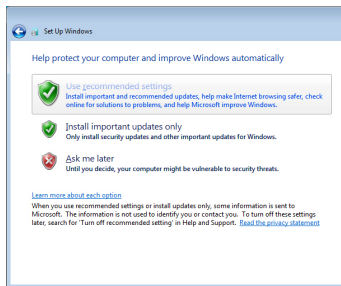 Set Up Windows
Help protect your computer and improve Windows automatically
Use recommended settings
Install important and recommended updates, help make Internet browsing safer, check
online for solutions to problems, and help Microsoft improve Windows.
Install important updates only
Only install security updates and other important updates for Windows.
Ask me later
Until you decide, your computer might be vulnerable to security threats.
Learn more about each option
When you use recommended settings or install updates only, some information is sent to
Microsoft. The information is not used to identify you or contact you. To turn off these settings
later, search for 'Turn off recommended setting' in Help and Support. Read the privacy statement